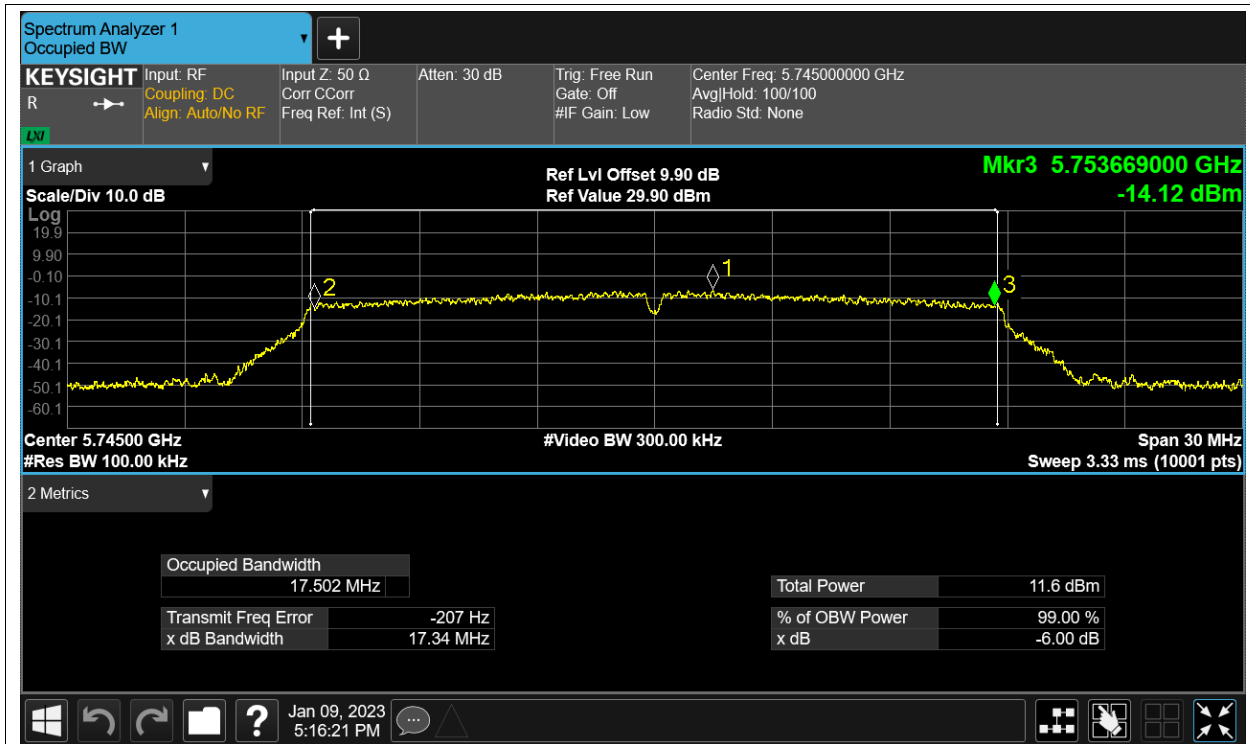 Spectrum Analyzer 1
Occupied BW
KEYSIGHT
R
LXI
Input: RF
Coupling: DC
Align: Auto/No RF
Input Z: 50 Ω
Corr CCorr
Freq Ref: Int (S)
Atten: 30 dB
Trig: Free Run
Gate: Off
#IF Gain: Low
Center Freq: 5.745000000 GHz
Avg|Hold: 100/100
Radio Std: None
1 Graph
Scale/Div 10.0 dB
Ref Lvl Offset 9.90 dB
Ref Value 29.90 dBm
Mkr3 5.753669000 GHz
-14.12 dBm
Log
19.9
9.90
-0.10
-10.1
-20.1
-30.1
-40.1
-50.1
-60.1
2
1
3
Center 5.74500 GHz
#Res BW 100.00 kHz
#Video BW 300.00 kHz
Span 30 MHz
Sweep 3.33 ms (10001 pts)
2 Metrics
Occupied Bandwidth
17.502 MHz
Transmit Freq Error -207 Hz
x dB Bandwidth 17.34 MHz
Total Power 11.6 dBm
% of OBW Power 99.00 %
x dB -6.00 dB
?
Jan 09, 2023
5:16:21 PM